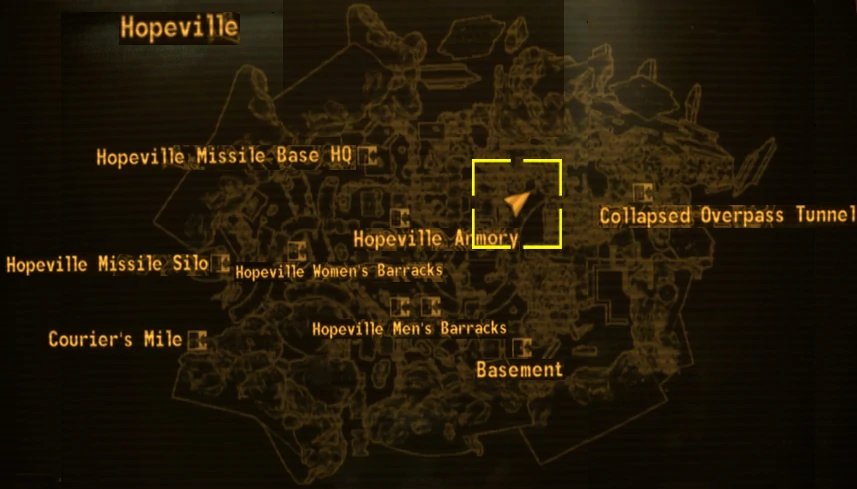 Hopeville
Hopeville Missile Base HQ
Collapsed Overpass Tunnel
Hopeville Armory
Hopeville Missile Silo
Hopeville Women's Barracks
Hopeville Men's Barracks
Courier's Mile
Basement